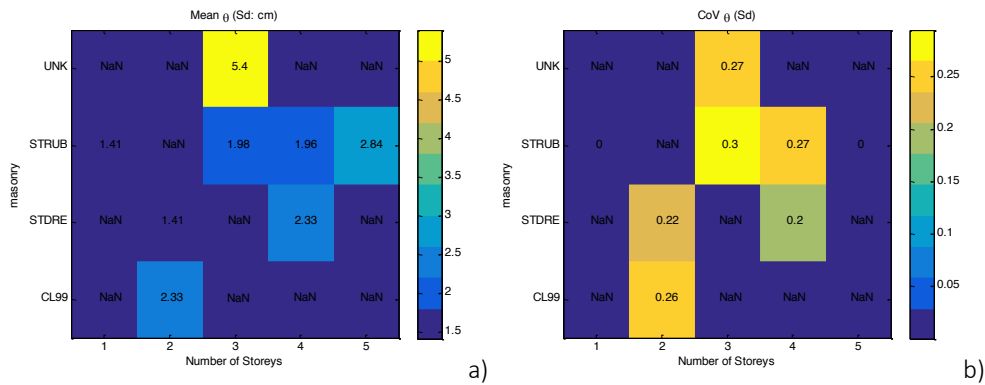 Mean θ (Sd: cm)
UNK NaN NaN 5.4 NaN NaN
STRUB 1.41 NaN 1.98 1.96 2.84
STDRE NaN 1.41 NaN 2.33 NaN
CL99 NaN 2.33 NaN NaN NaN
masonry
1 2 3 4 5
Number of Storeys
5
4.5
4
3.5
3
2.5
2
1.5
a)
CoV θ (Sd)
UNK NaN NaN 0.27 NaN NaN
STRUB 0 NaN 0.3 0.27 0
STDRE NaN 0.22 NaN 0.2 NaN
CL99 NaN 0.26 NaN NaN NaN
masonry
1 2 3 4 5
Number of Storeys
0.25
0.2
0.15
0.1
0.05
b)